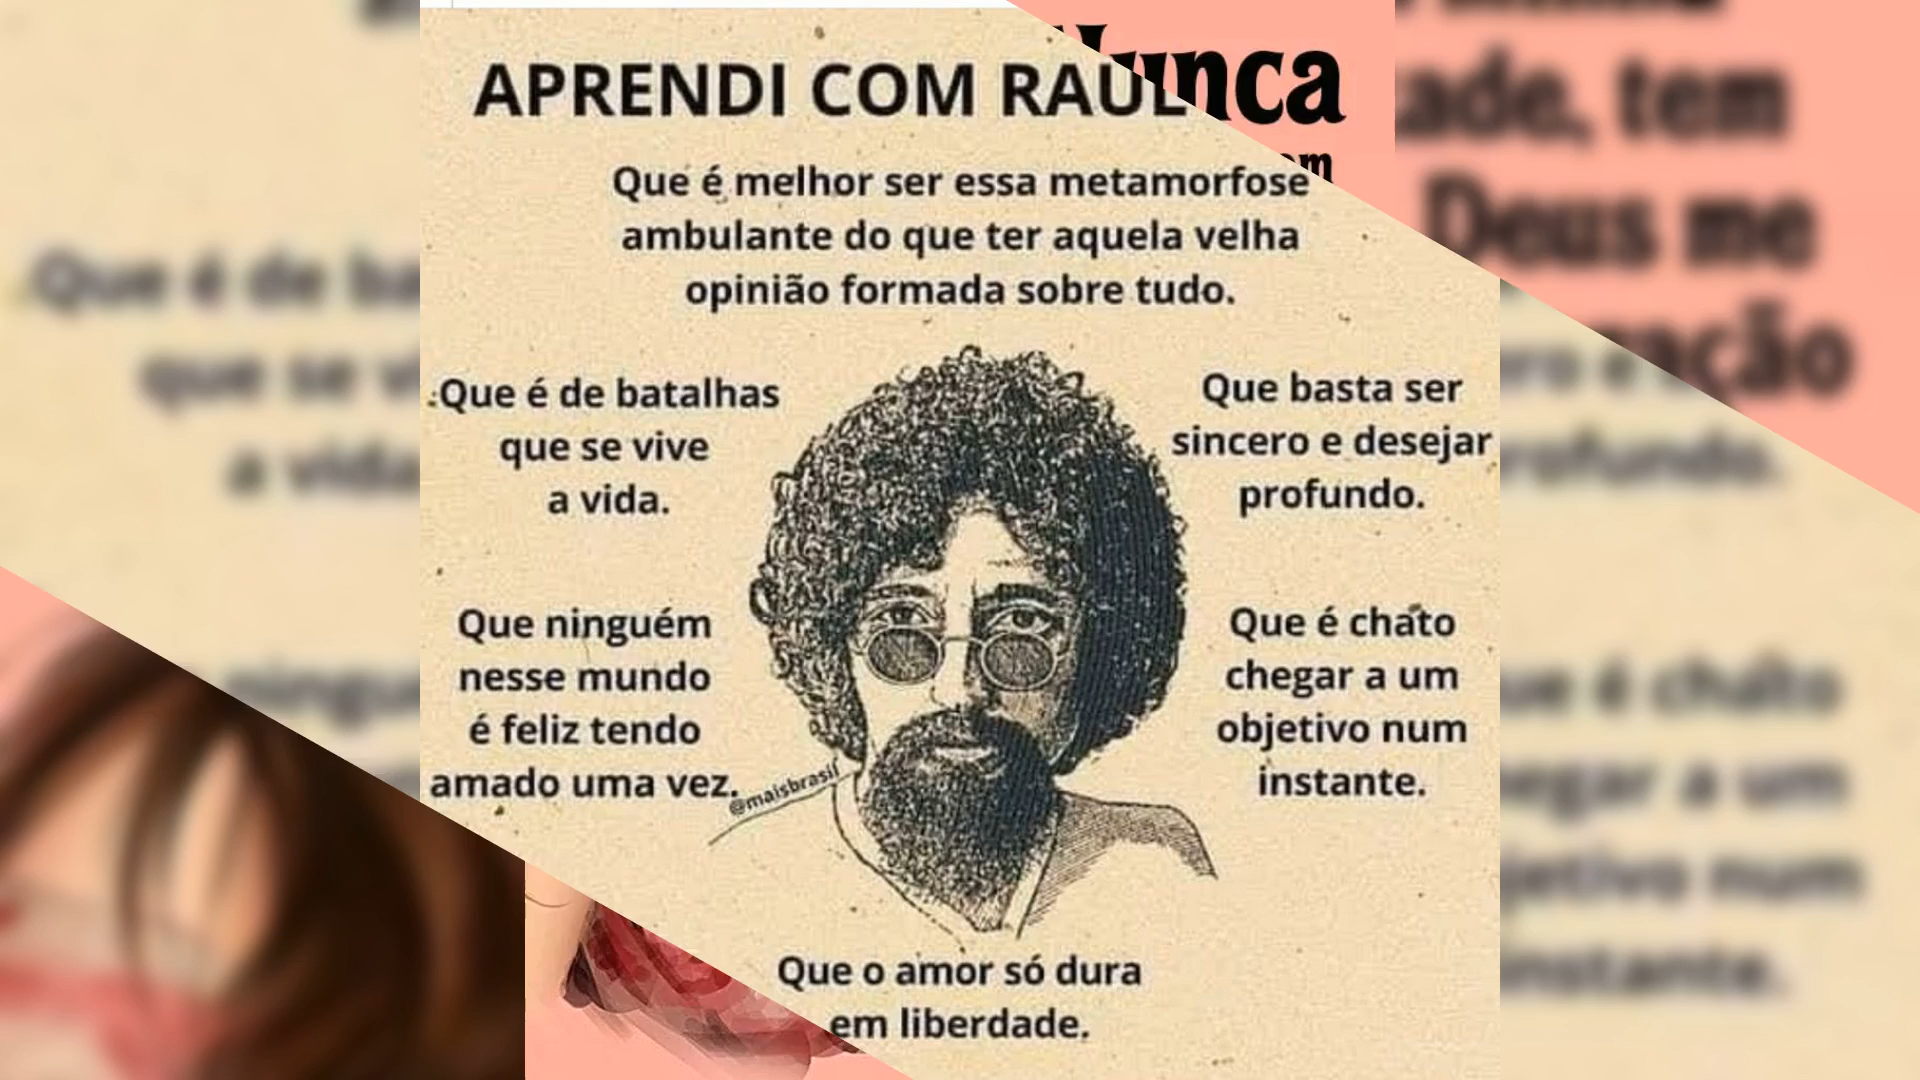 APRENDI COM RAUL
Que é melhor ser essa metamorfose
ambulante do que ter aquela velha
opinião formada sobre tudo.
Que é de batalhas
que se vive
a vida.
Que basta ser
sincero e desejar
profundo.
Que ninguém
nesse mundo
é feliz tendo
amado uma vez.
@maisbrasil
Que é chato
chegar a um
objetivo num
instante.
Que o amor só dura
em liberdade.
Nunca
ade, tem
Deus me
ação